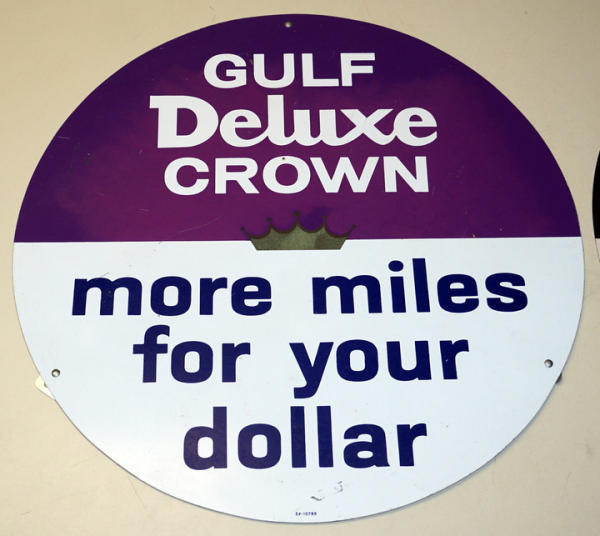 GULF
Deluxe
CROWN
more miles
for your
dollar